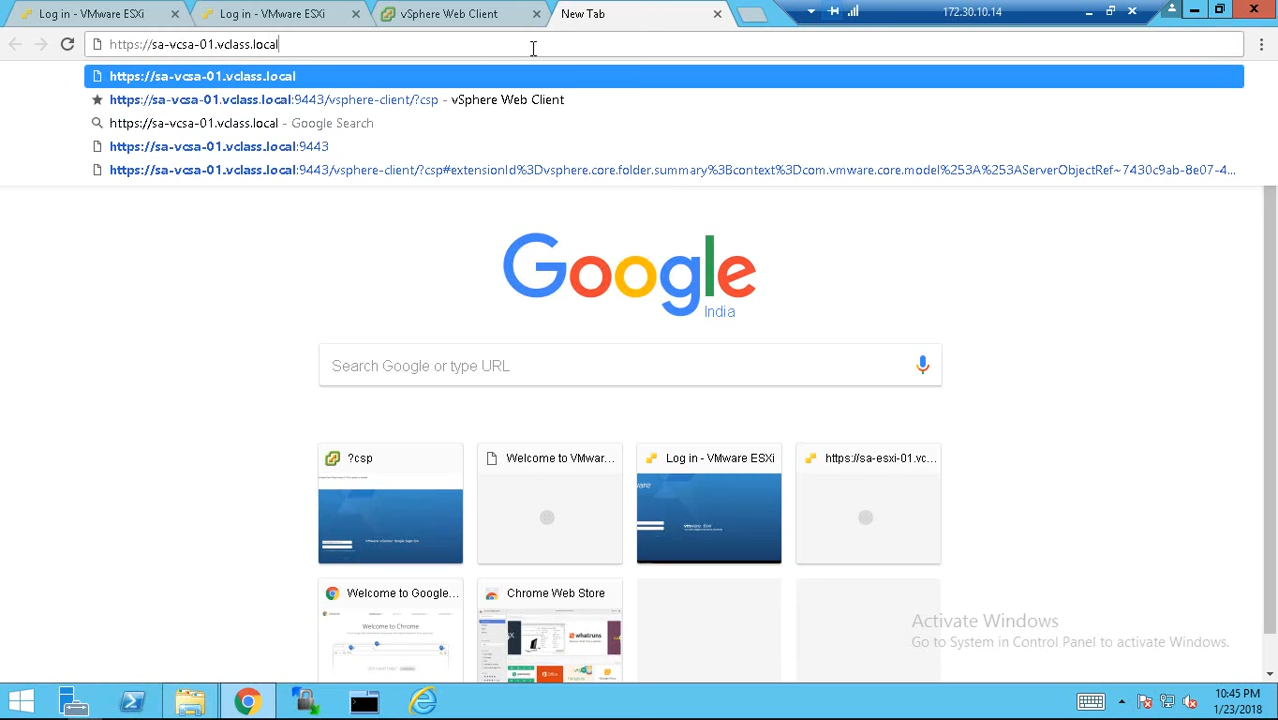 Log in - VMware ESXi
Log in - VMware ESXi
vSphere Web Client
New Tab
172.30.10.14
https://sa-vcsa-01.vclass.local
https://sa-vcsa-01.vclass.local
https://sa-vcsa-01.vclass.local:9443/vsphere-client/?csp - vSphere Web Client
https://sa-vcsa-01.vclass.local - Google Search
https://sa-vcsa-01.vclass.local:9443
https://sa-vcsa-01.vclass.local:9443/vsphere-client/?csp#extensionId%3Dvsphere.core.folder.summary%3Bcontext%3Dcom.vmware.core.model%253A%253AServerObjectRef~7430c9ab-8e07-4...
Google
India
Search Google or type URL
?csp
Welcome to VMwar...
Log in - VMware ESXi
https://sa-esxi-01.vc...
Welcome to Google...
Chrome Web Store
Welcome to Chrome
whatruns
Office
Activate Windows
Go to System in Control Panel to activate Windows.
10:45 PM
1/23/2018